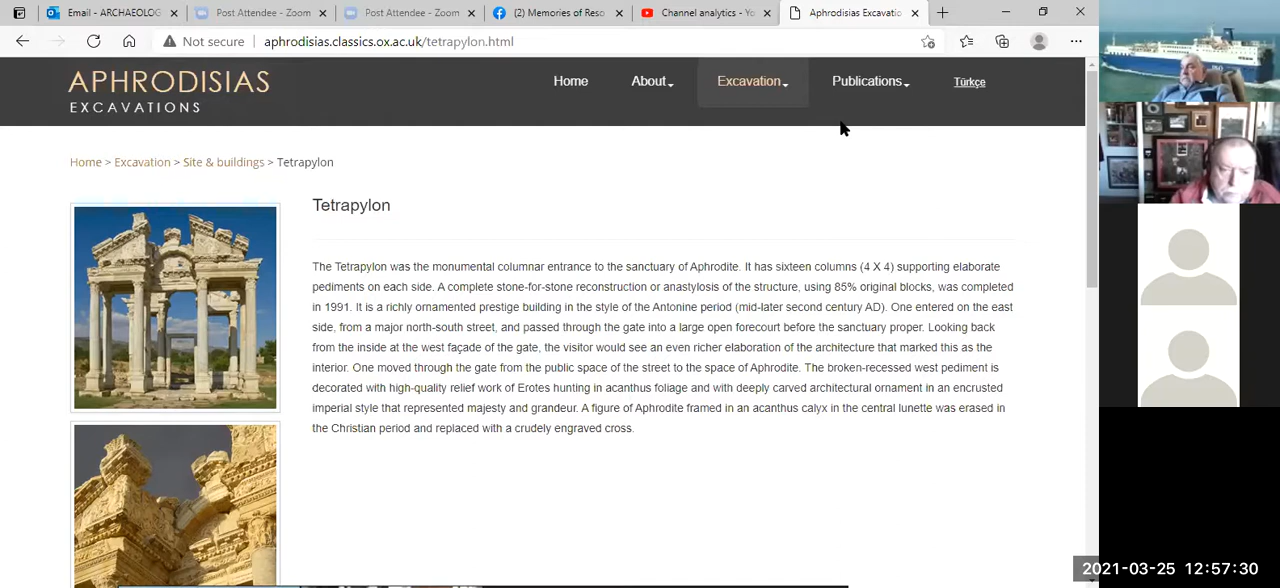 Email - ARCHAEOLOG
Post Attendee - Zoom
Post Attendee - Zoom
(2) Memories of Reso
Channel analytics - Yo
Aphrodisias Excavatio
Not secure
aphrodisias.classics.ox.ac.uk/tetrapylon.html
APHRODISIAS
EXCAVATIONS
Home
About
Excavation
Publications
Türkçe
Home > Excavation > Site & buildings > Tetrapylon
Tetrapylon
The Tetrapylon was the monumental columnar entrance to the sanctuary of Aphrodite. It has sixteen columns (4 X 4) supporting elaborate
pediments on each side. A complete stone-for-stone reconstruction or anastylosis of the structure, using 85% original blocks, was completed
in 1991. It is a richly ornamented prestige building in the style of the Antonine period (mid-later second century AD). One entered on the east
side, from a major north-south street, and passed through the gate into a large open forecourt before the sanctuary proper. Looking back
from the inside at the west façade of the gate, the visitor would see an even richer elaboration of the architecture that marked this as the
interior. One moved through the gate from the public space of the street to the space of Aphrodite. The broken-recessed west pediment is
decorated with high-quality relief work of Erotes hunting in acanthus foliage and with deeply carved architectural ornament in an encrusted
imperial style that represented majesty and grandeur. A figure of Aphrodite framed in an acanthus calyx in the central lunette was erased in
the Christian period and replaced with a crudely engraved cross.
2021-03-25 12:57:30